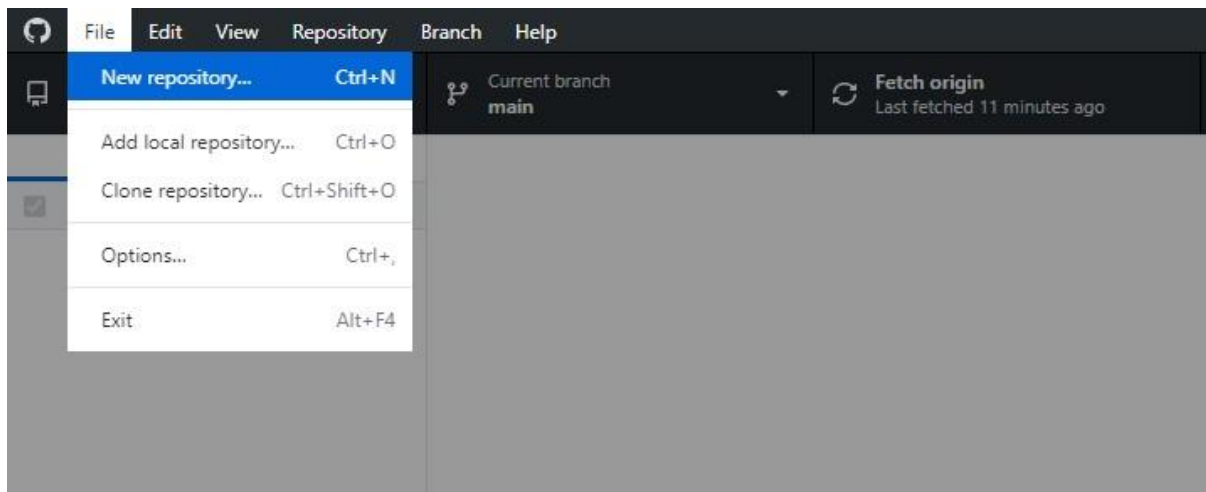 File Edit View Repository Branch Help
New repository... Ctrl+N
Current branch
main
Fetch origin
Last fetched 11 minutes ago
Add local repository... Ctrl+O
Clone repository... Ctrl+Shift+O
Options... Ctrl+,
Exit Alt+F4